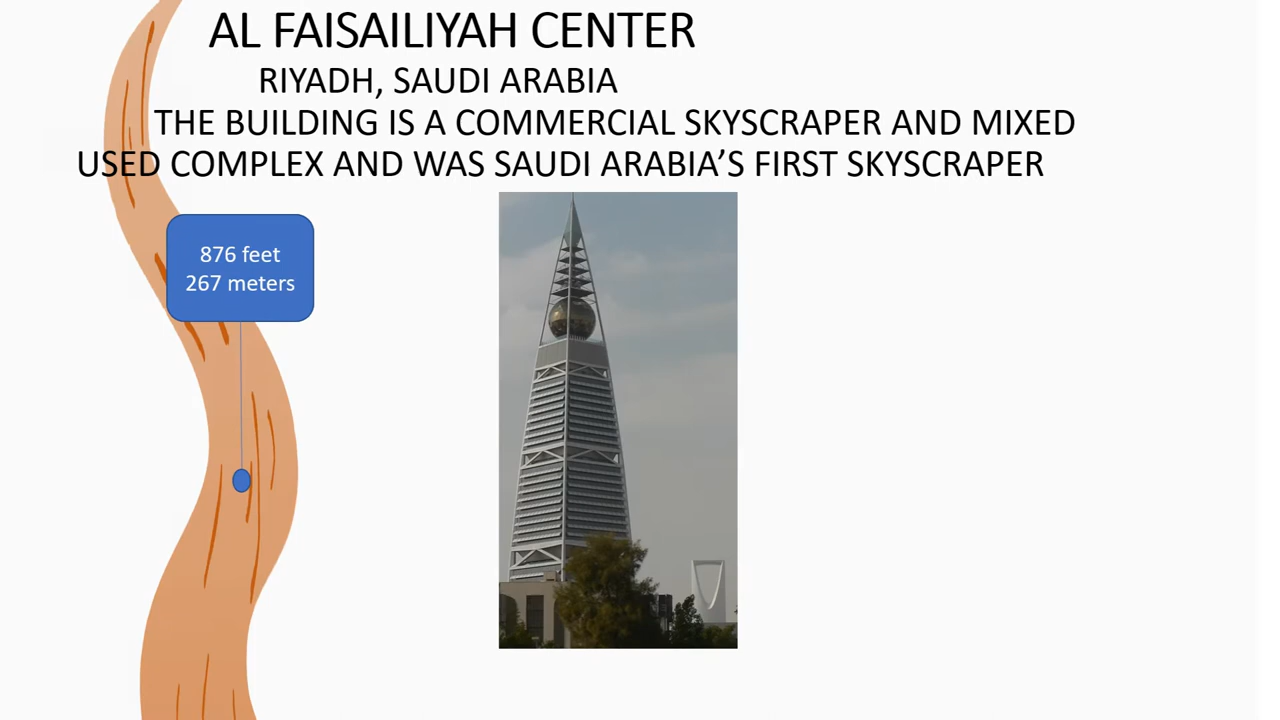 AL FAISAILIYAH CENTER
RIYADH, SAUDI ARABIA
THE BUILDING IS A COMMERCIAL SKYSCRAPER AND MIXED
USED COMPLEX AND WAS SAUDI ARABIA’S FIRST SKYSCRAPER
876 feet
267 meters